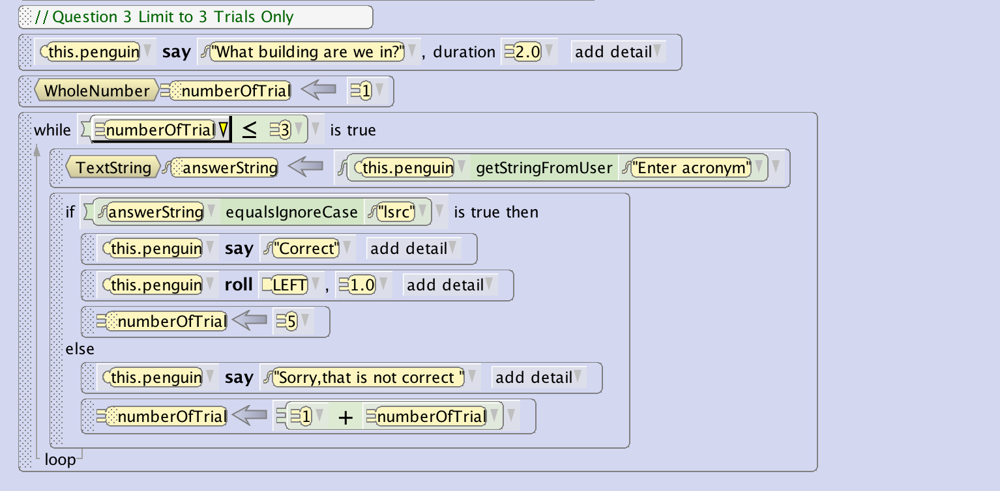 // Question 3 Limit to 3 Trials Only
this.penguin say "What building are we in?" , duration 2.0 add detail
WholeNumber numberOfTrial 1
while numberOfTrial ≤ 3 is true
TextString answerString this.penguin getStringFromUser "Enter acronym"
if answerString equalsIgnoreCase "lsrc" is true then
this.penguin say "Correct" add detail
this.penguin roll LEFT , 1.0 add detail
numberOfTrial 5
else
this.penguin say "Sorry,that is not correct " add detail
numberOfTrial 1 + numberOfTrial
loop